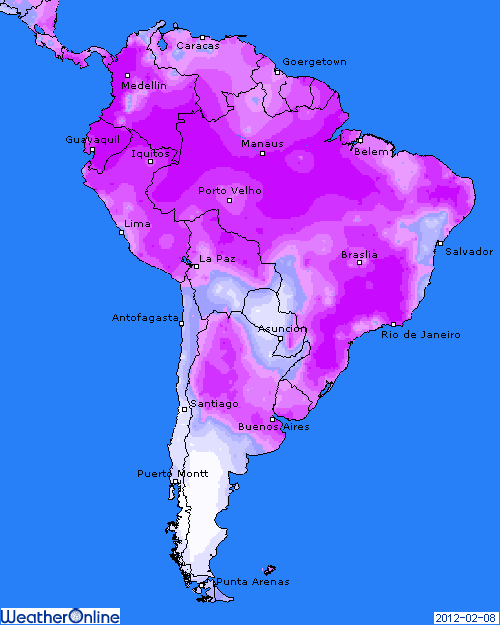 Caracas
Goergetown
Medellin
Guayaquil
Iquitos
Manaus
Belem
Porto Velho
Lima
Salvador
La Paz
Braslia
Antofagasta
Asuncion
Rio de Janeiro
Santiago
Buenos Aires
Puerto Montt
Punta Arenas
WeatherOnline
2012-02-08